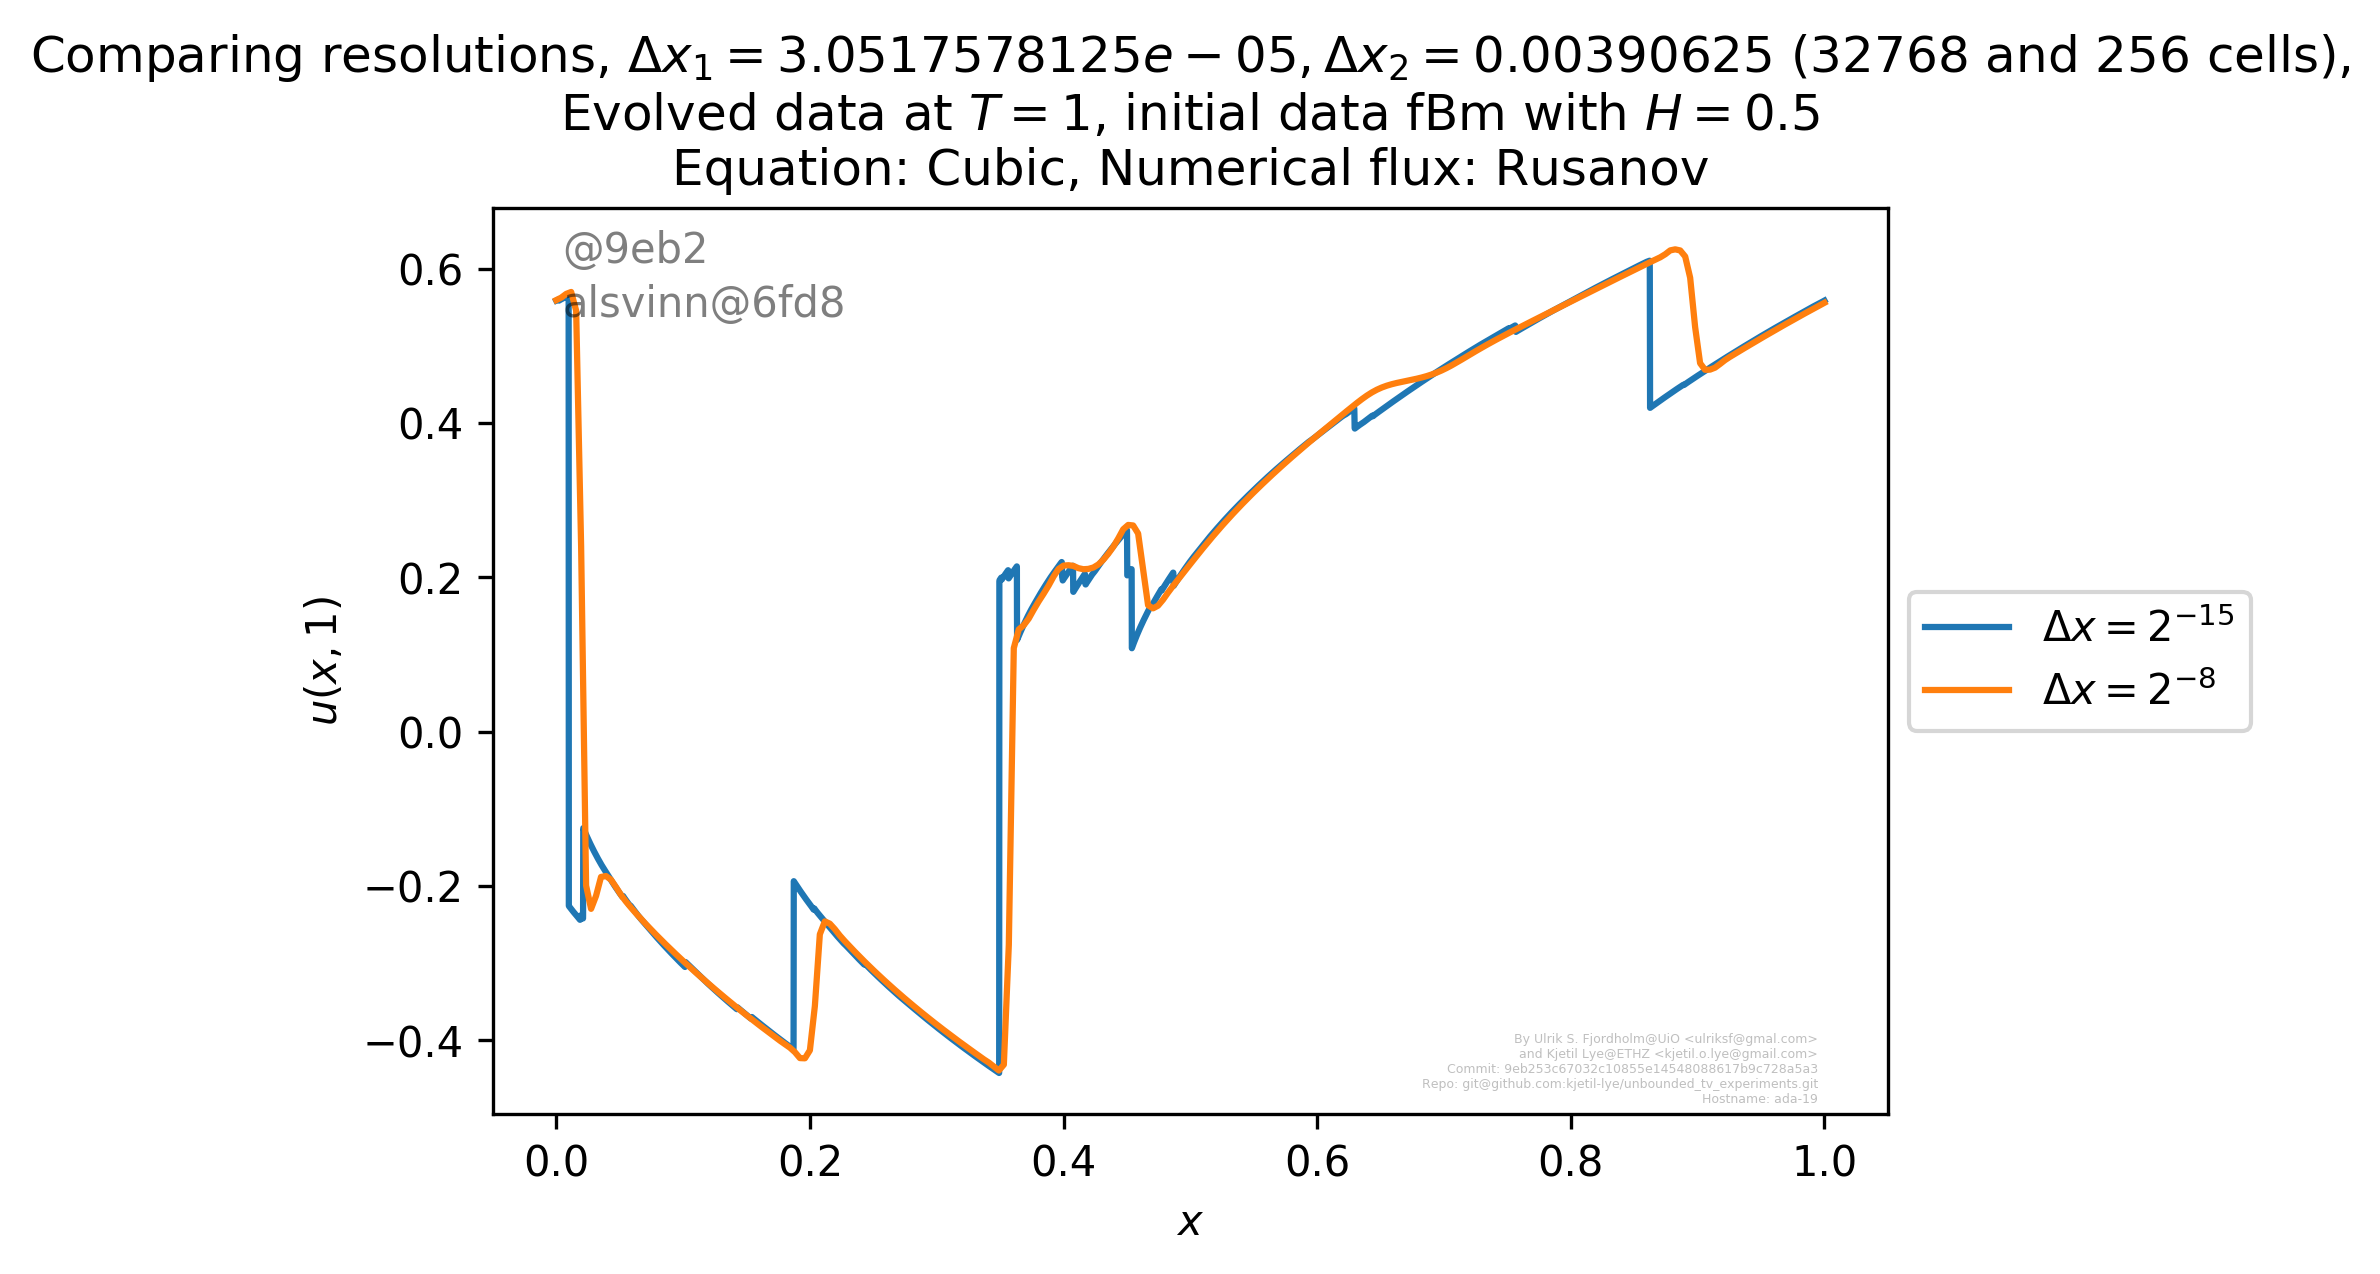 Comparing resolutions, Δx₁ = 3.0517578125e − 05, Δx₂ = 0.00390625 (32768 and 256 cells),
Evolved data at T = 1, initial data fBm with H = 0.5
Equation: Cubic, Numerical flux: Rusanov
@9eb2
alsvinn@6fd8
0.6
0.4
0.2
0.0
−0.2
−0.4
u(x, 1)
Δx = 2⁻¹⁵
Δx = 2⁻⁸
By Ulrik S. Fjordholm@UiO <ulriksf@gmal.com>
and Kjetil Lye@ETHZ <kjetil.o.lye@gmail.com>
Commit: 9eb253c67032c10855e14548088617b9c728a5a3
Repo: git@github.com:kjetil-lye/unbounded_tv_experiments.git
Hostname: ada-19
0.0 0.2 0.4 0.6 0.8 1.0
x